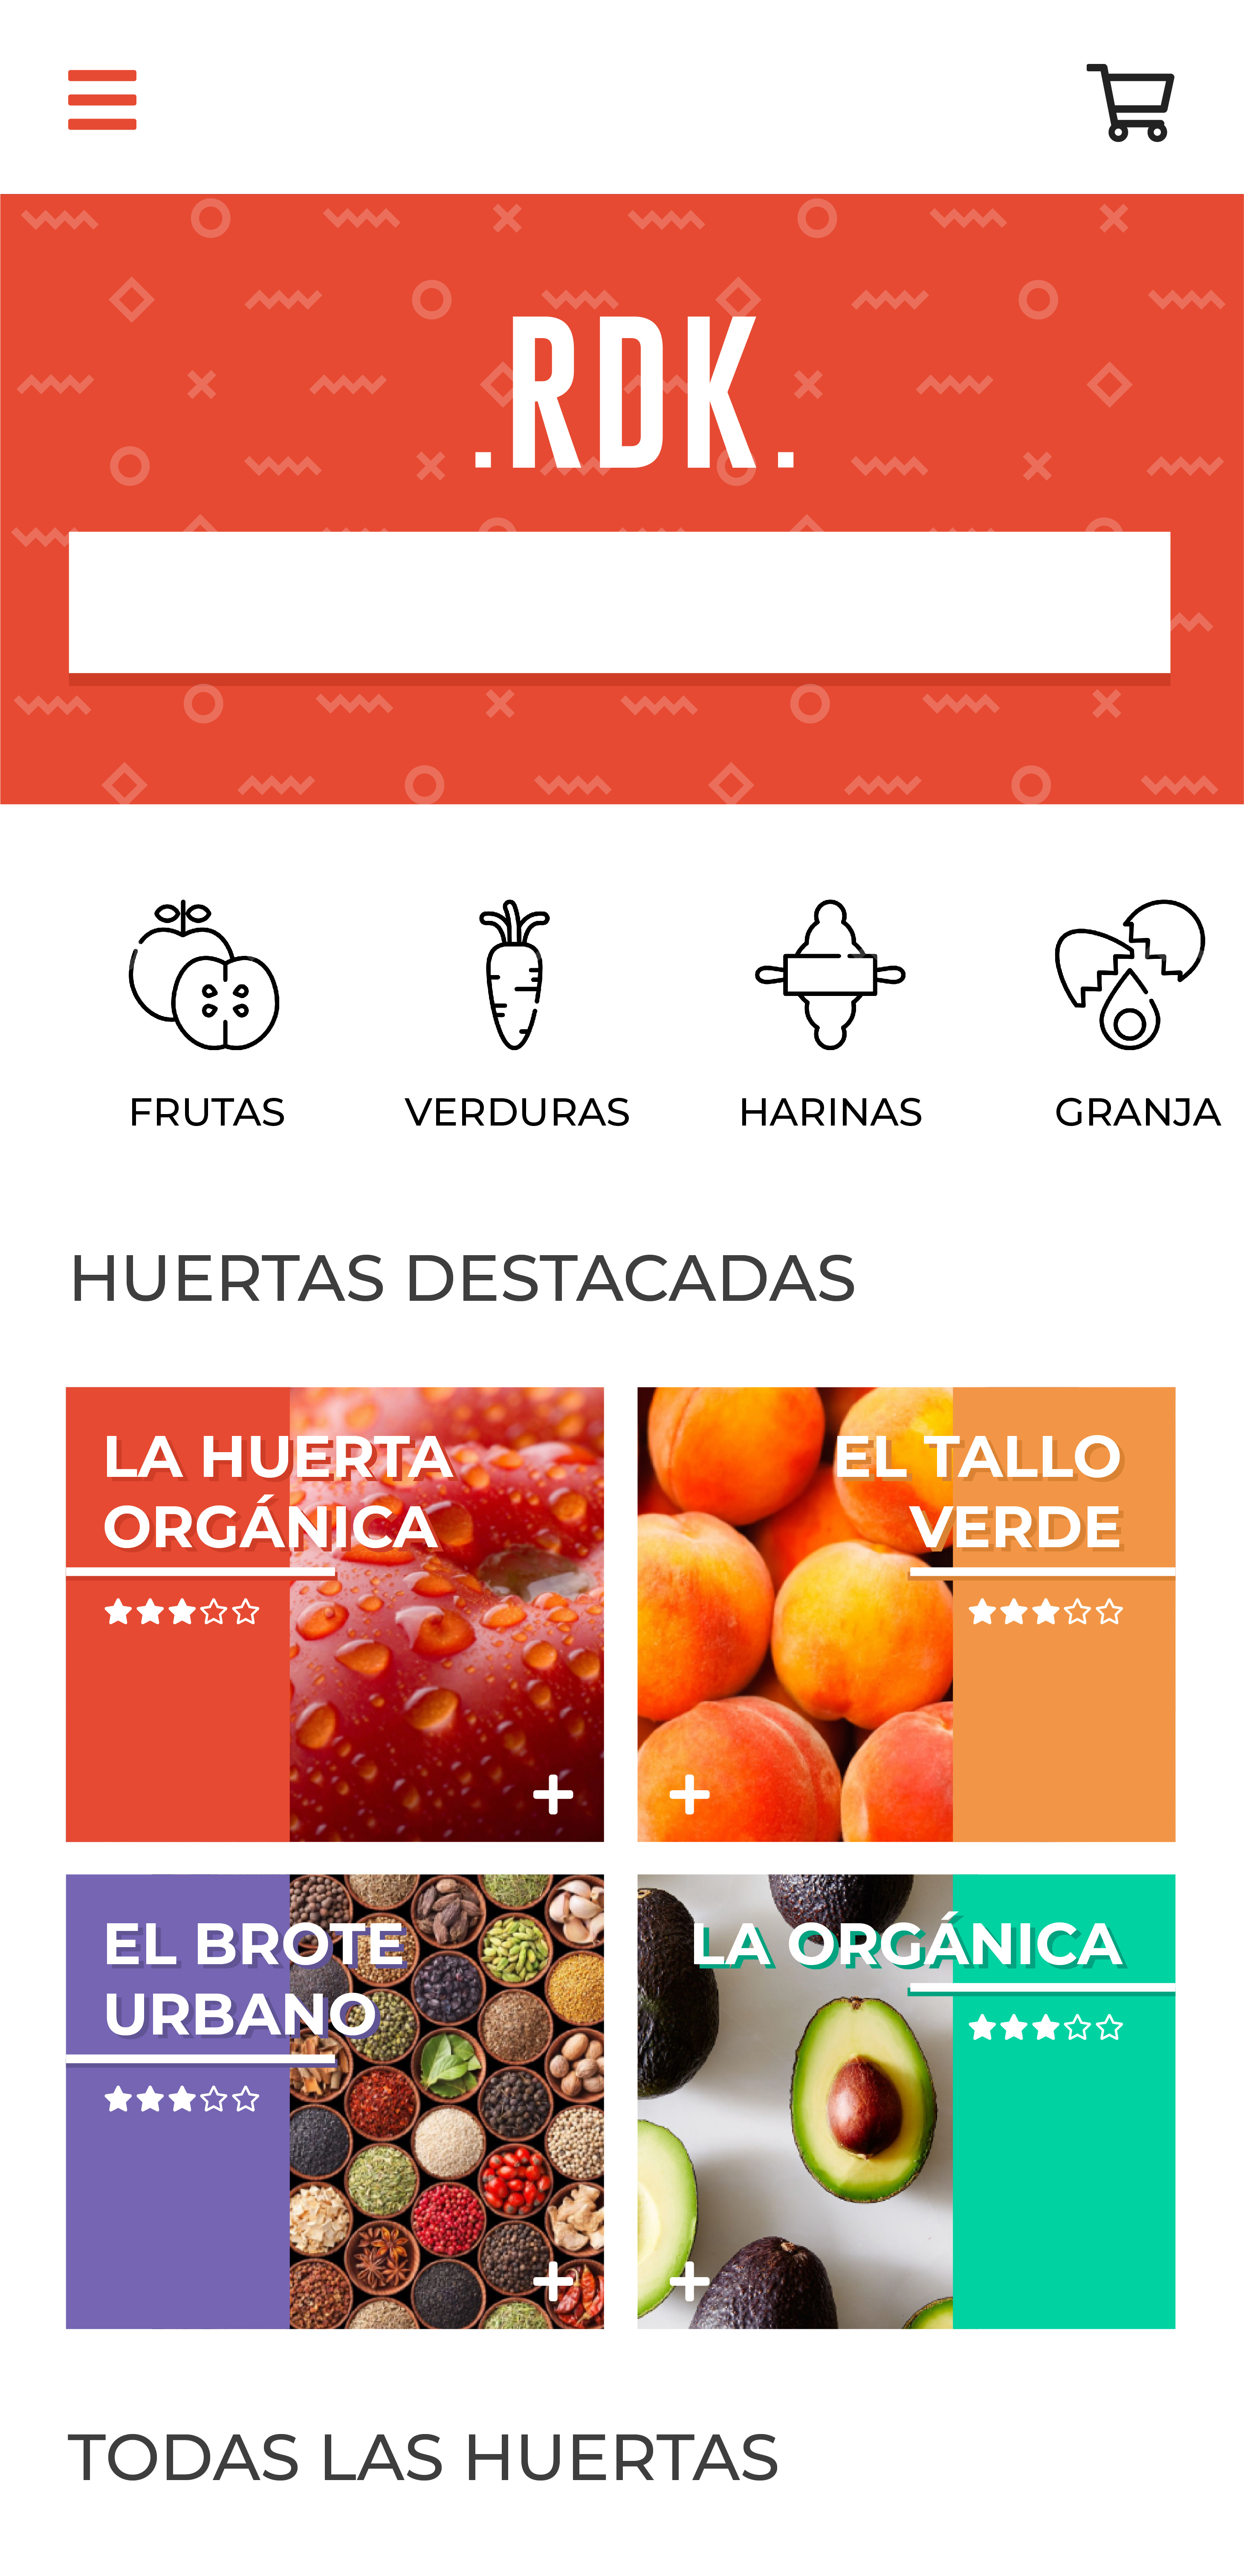 .RDK.
FRUTAS
VERDURAS
HARINAS
GRANJA
HUERTAS DESTACADAS
LA HUERTA
ORGÁNICA
EL TALLO
VERDE
EL BROTE
URBANO
LA ORGÁNICA
TODAS LAS HUERTAS